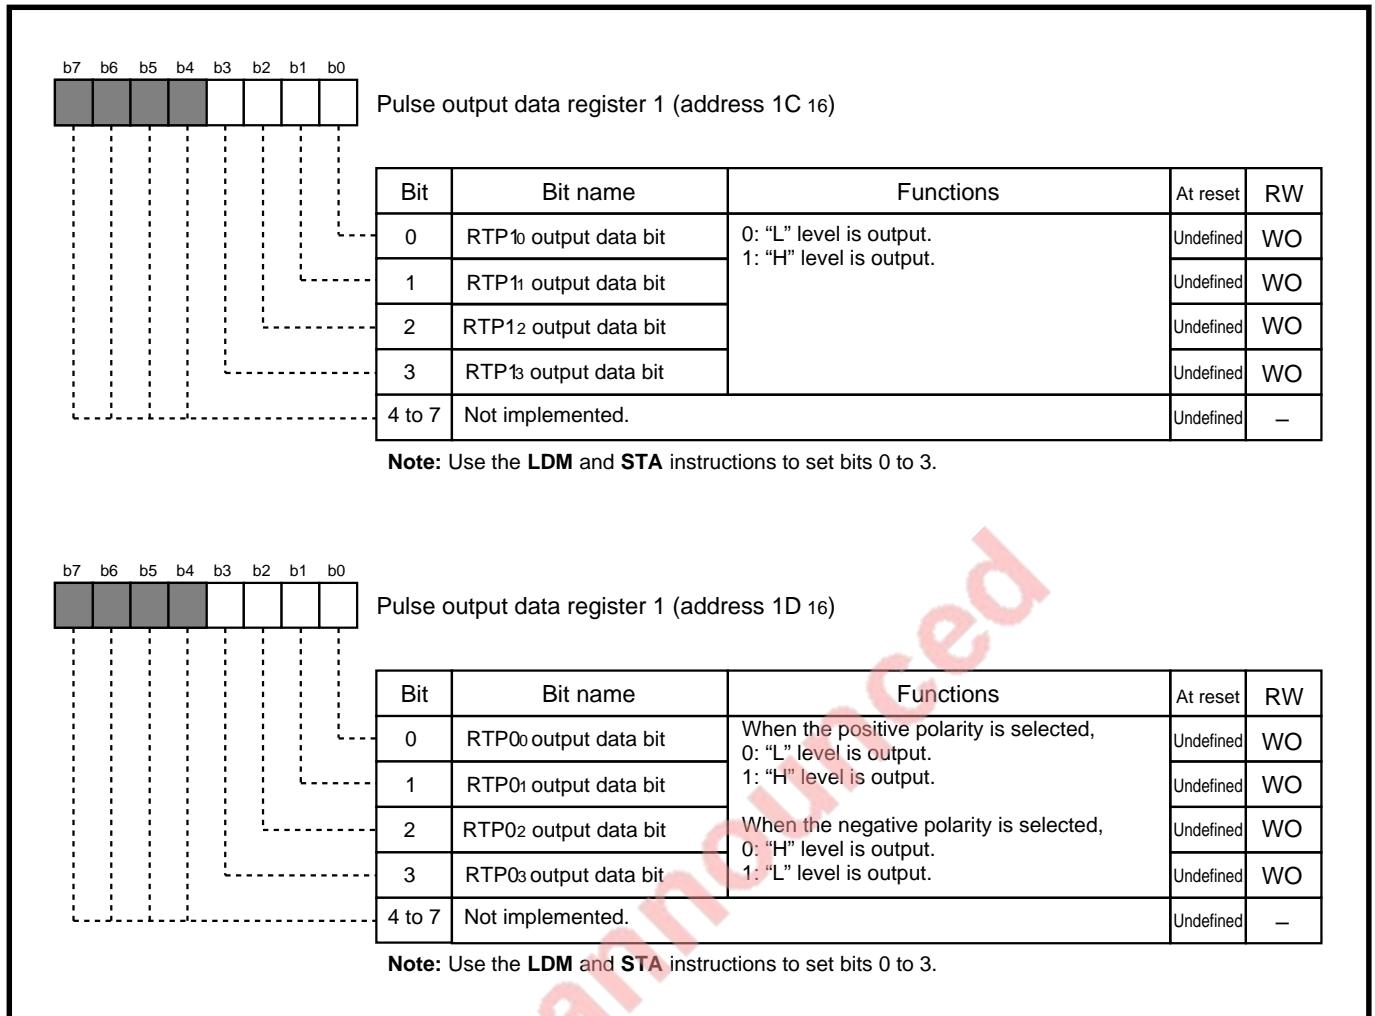 b7 b6 b5 b4 b3 b2 b1 b0
Pulse output data register 1 (address 1C 16)
Bit Bit name Functions At reset RW
0 RTP10 output data bit 0: “L” level is output. Undefined WO
1: “H” level is output.
1 RTP11 output data bit Undefined WO
2 RTP12 output data bit Undefined WO
3 RTP13 output data bit Undefined WO
4 to 7 Not implemented. Undefined –
Note: Use the LDM and STA instructions to set bits 0 to 3.
b7 b6 b5 b4 b3 b2 b1 b0
Pulse output data register 1 (address 1D 16)
Bit Bit name Functions At reset RW
When the positive polarity is selected,
0 RTP00 output data bit 0: “L” level is output. Undefined WO
1 RTP01 output data bit 1: “H” level is output. Undefined WO
2 RTP02 output data bit When the negative polarity is selected, Undefined WO
0: “H” level is output.
3 RTP03 output data bit 1: “L” level is output. Undefined WO
4 to 7 Not implemented. Undefined –
Note: Use the LDM and STA instructions to set bits 0 to 3.
announced